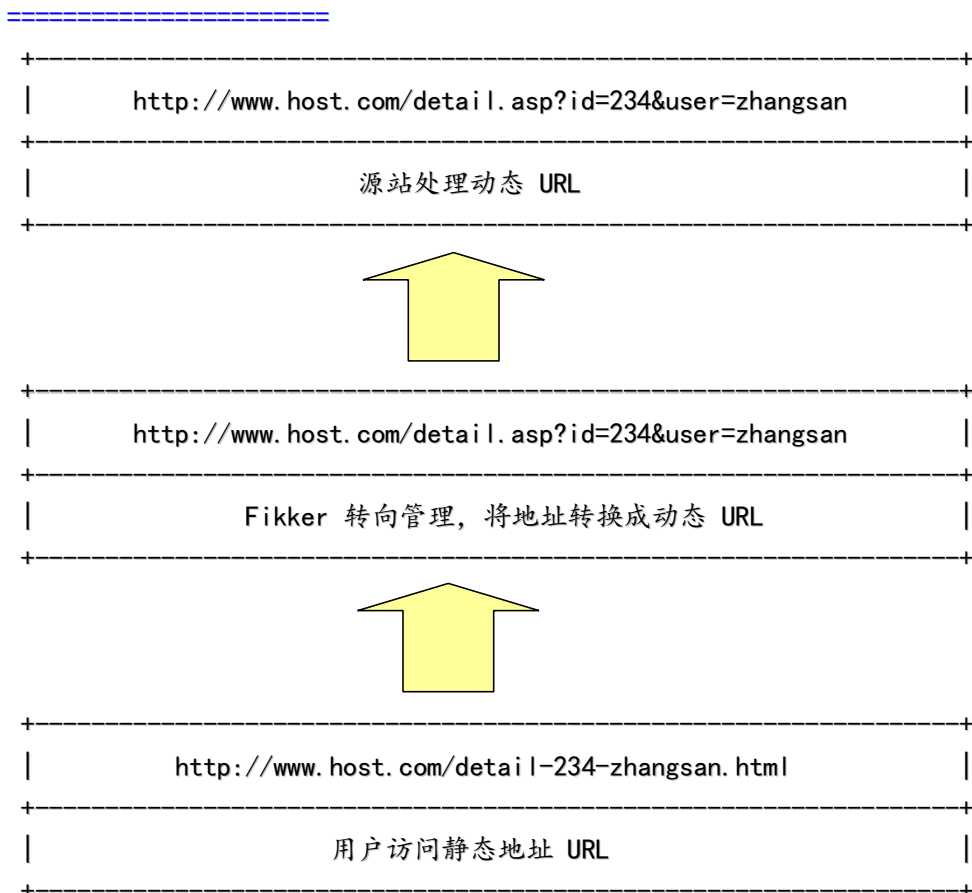 =======================
+------------------------------------------------------------------+
| http://www.host.com/detail.asp?id=234&user=zhangsan |
+------------------------------------------------------------------+
| 源站处理动态 URL |
+------------------------------------------------------------------+
+------------------------------------------------------------------+
| http://www.host.com/detail.asp?id=234&user=zhangsan |
+------------------------------------------------------------------+
| Fikker 转向管理，将地址转换成动态 URL |
+------------------------------------------------------------------+
+------------------------------------------------------------------+
| http://www.host.com/detail-234-zhangsan.html |
+------------------------------------------------------------------+
| 用户访问静态地址 URL |
+------------------------------------------------------------------+